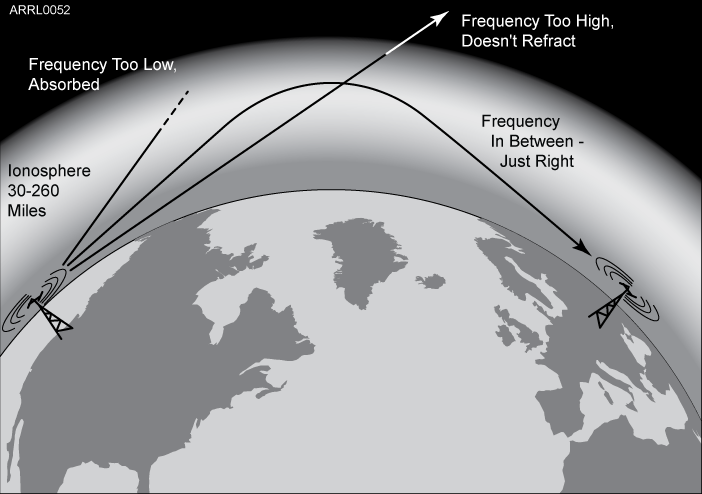 ARRL0052
Frequency Too High,
Doesn't Refract
Frequency Too Low,
Absorbed
Frequency
In Between -
Just Right
Ionosphere
30-260
Miles